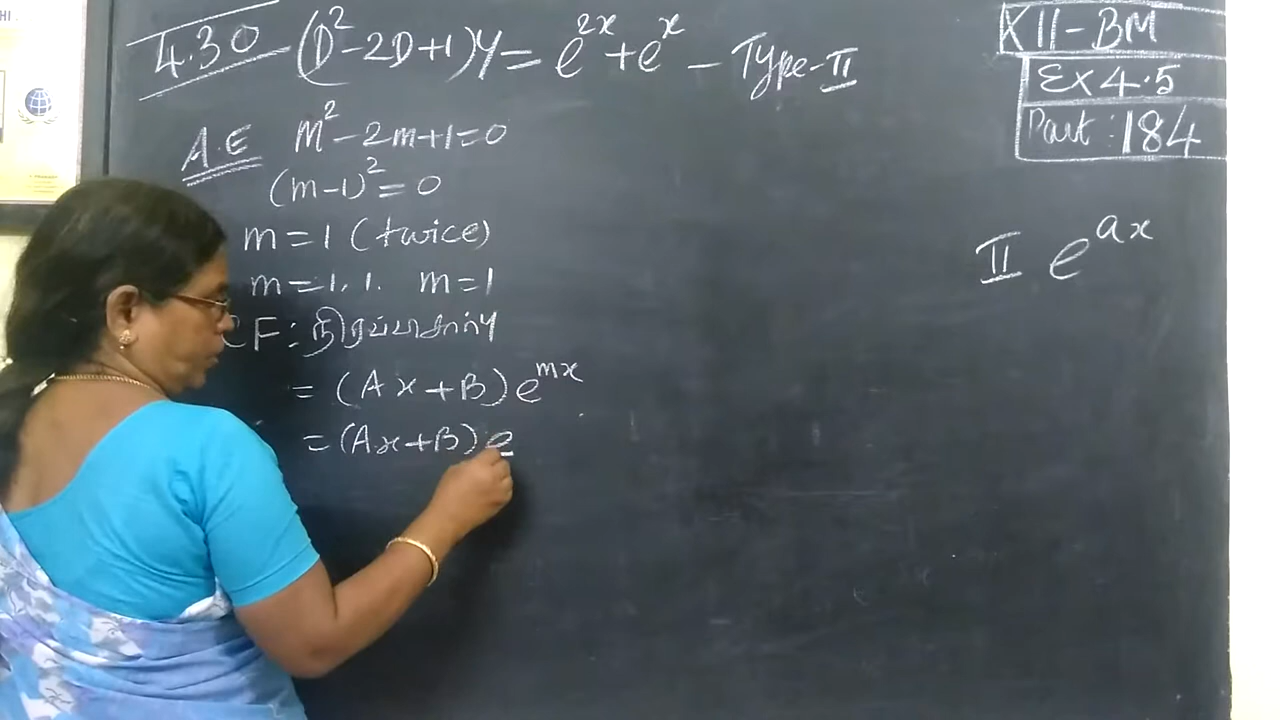 4.30 (D²-2D+1)Y = e^2x + e^x - Type-II
XII-BM
Ex 4.5
Part : 184
A.E m²-2m+1=0
(m-1)²=0
m=1 (twice)
m=1, 1. m=1
CF: நிரப்பு சார்பு
= (Ax+B)e^mx
= (Ax+B)e
II e^ax